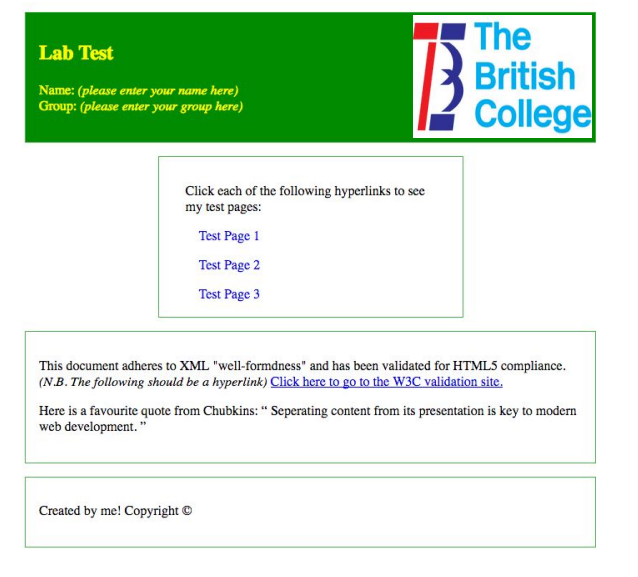 Lab Test
Name: (please enter your name here)
Group: (please enter your group here)
The
British
College
Click each of the following hyperlinks to see
my test pages:
Test Page 1
Test Page 2
Test Page 3
This document adheres to XML "well-formdness" and has been validated for HTML5 compliance.
(N.B. The following should be a hyperlink) Click here to go to the W3C validation site.
Here is a favourite quote from Chubkins: “ Seperating content from its presentation is key to modern
web development. ”
Created by me! Copyright ©